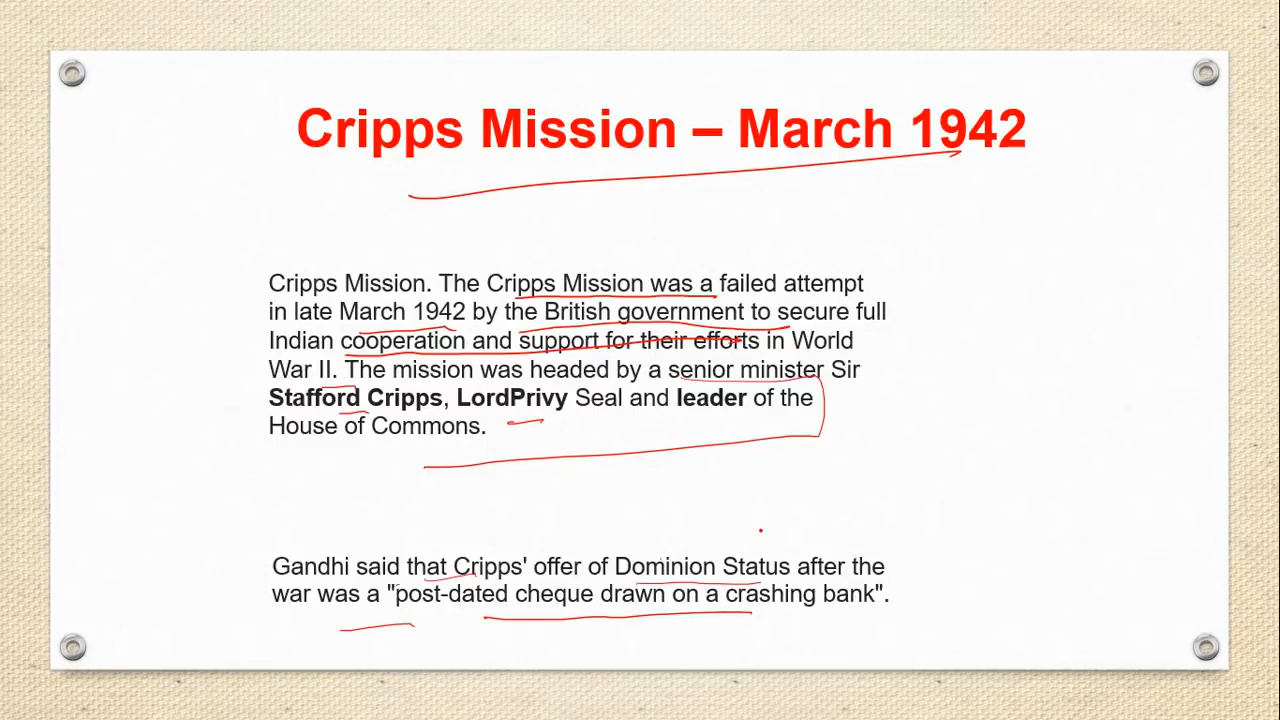 Cripps Mission – March 1942
Cripps Mission. The Cripps Mission was a failed attempt
in late March 1942 by the British government to secure full
Indian cooperation and support for their efforts in World
War II. The mission was headed by a senior minister Sir
Stafford Cripps, LordPrivy Seal and leader of the
House of Commons.
Gandhi said that Cripps' offer of Dominion Status after the
war was a "post-dated cheque drawn on a crashing bank".